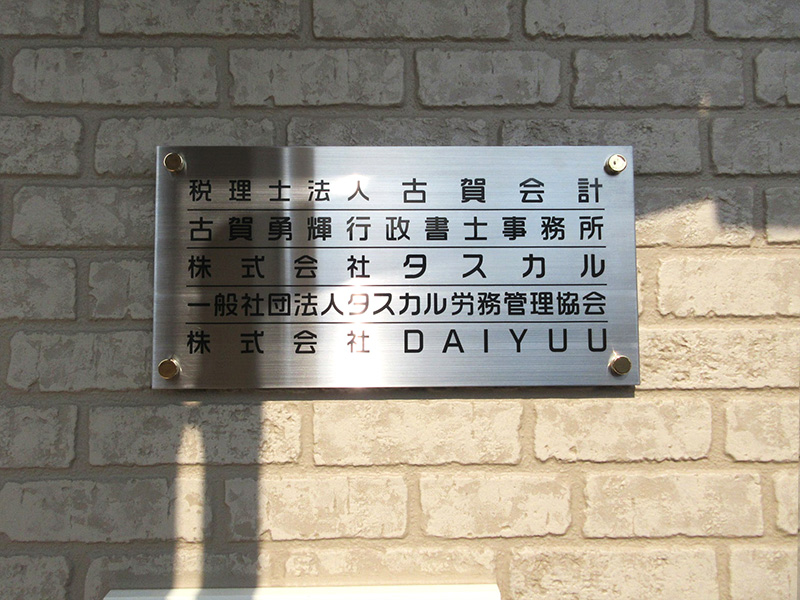 税理士法人 古賀会計
古賀勇輝行政書士事務所
株式会社 タスカル
一般社団法人タスカル労務管理協会
株式会社 DAIYUU